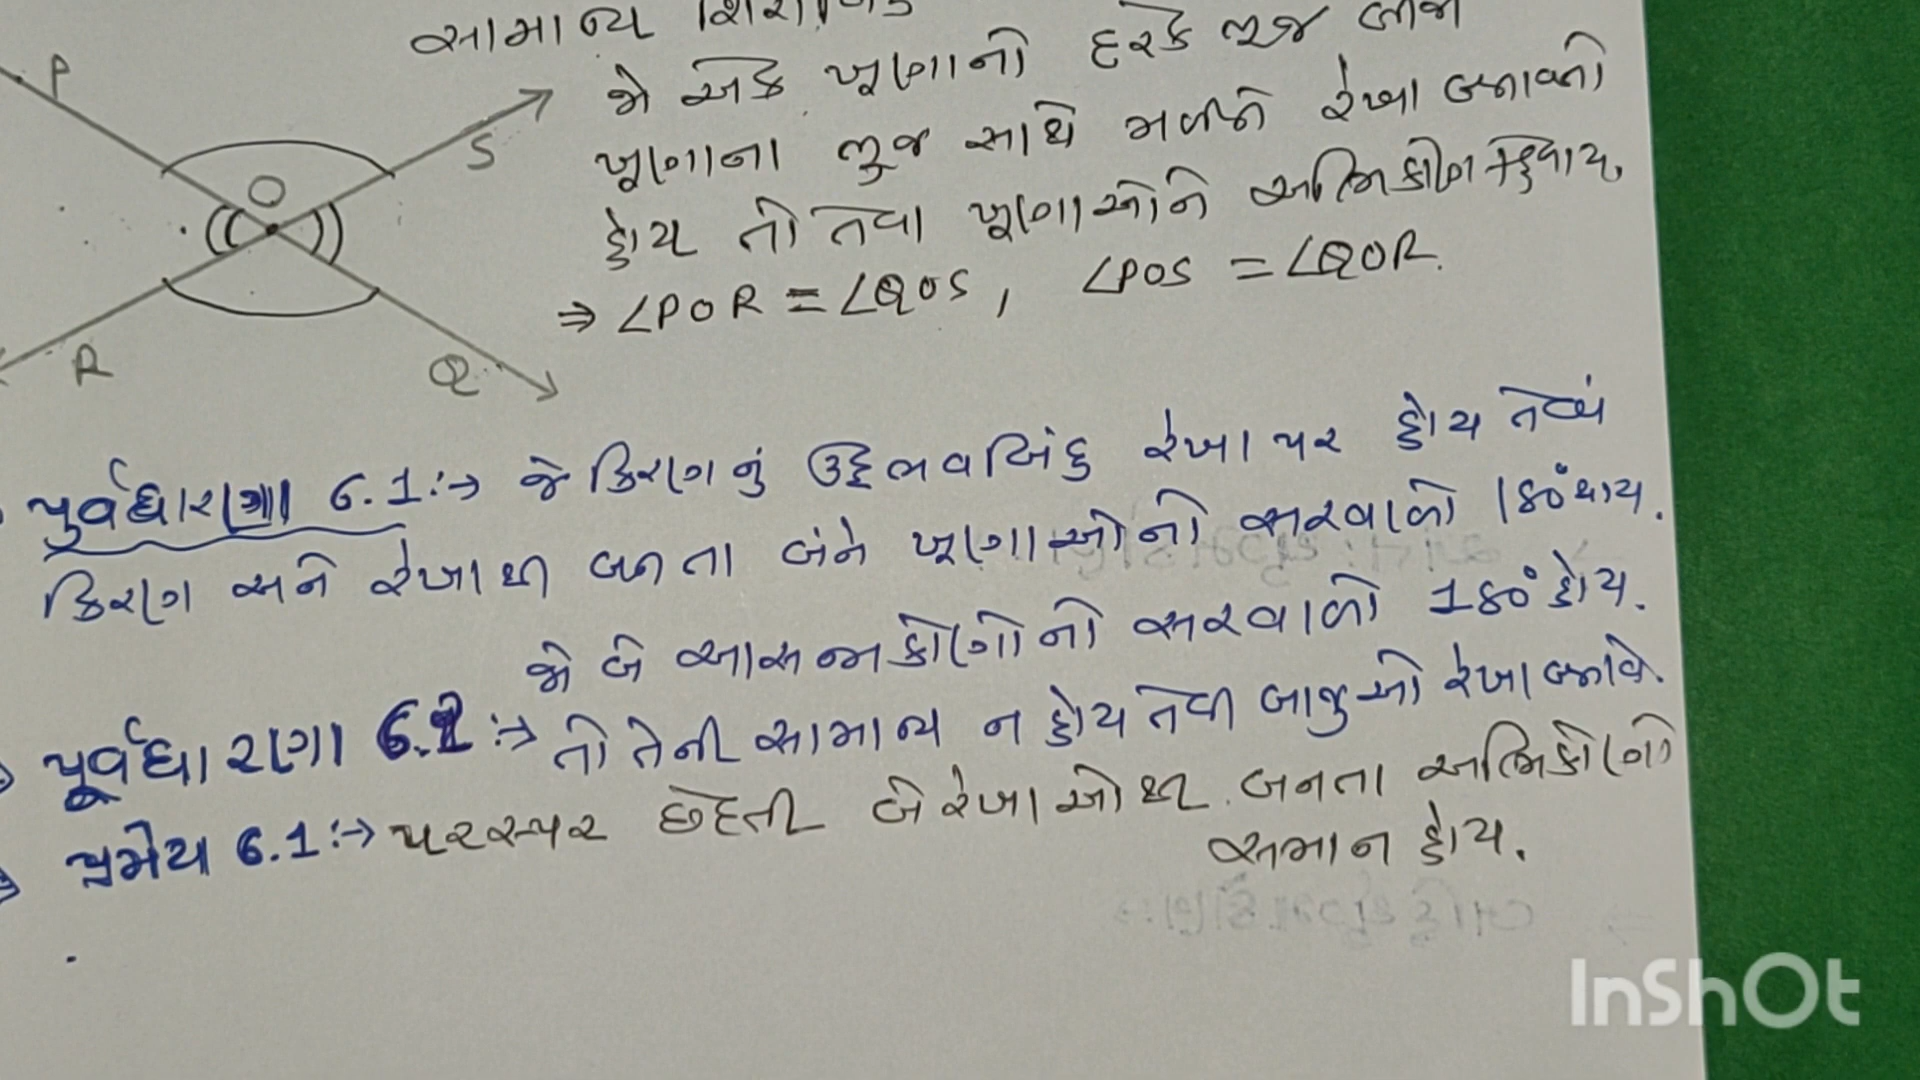 સામાન્ય
P
જો એક ખૂણાની દરેક ભૂજ બીજા
S
ખૂણાના ભુજ સાથે મળીને રેખા બનાવતી
O
હોય તો તેવા ખૂણાઓને અભિકોણ કહેવાય.
⇒ ∠POR = ∠QOS, ∠POS = ∠QOR.
R
Q
પુર્વધારણા 6.1:→ જે કિરણનું ઉદ્દભવબિંદુ રેખા પર હોય તેવાં
કિરણ અને રેખાથી બનતા બંને ખૂણાઓનો સરવાળો 180° થાય.
જો બે આસન્નકોણોનો સરવાળો 180° હોય.
પૂર્વધારણા 6.2:→ તો તેની સામાન્ય ન હોય તેવી બાજુઓ રેખા બનાવે.
પ્રમેય 6.1:→ પરસ્પર છેદતી બે રેખાઓથી બનતા અભિકોણો
સમાન હોય.
InShOt